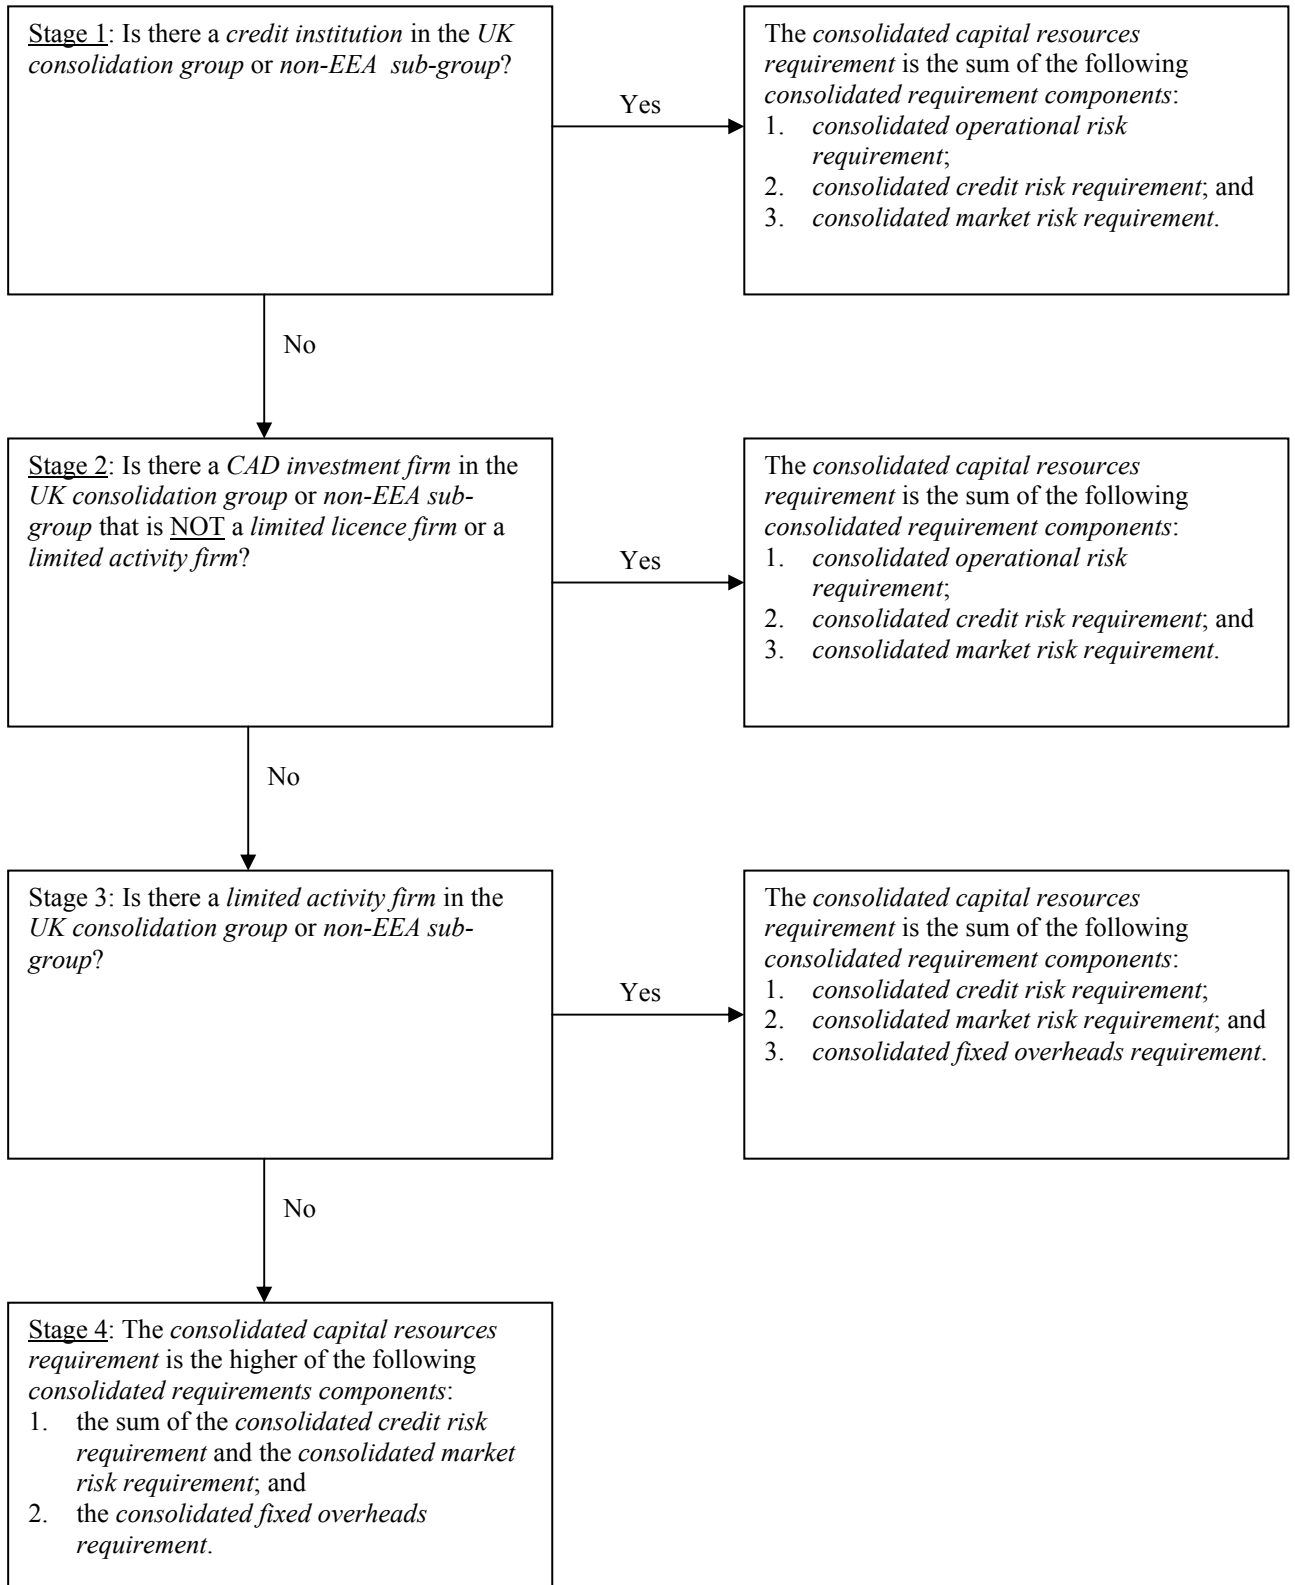 Stage 1: Is there a credit institution in the UK
consolidation group or non-EEA sub-group?
Yes
The consolidated capital resources
requirement is the sum of the following
consolidated requirement components:
1. consolidated operational risk
requirement;
2. consolidated credit risk requirement; and
3. consolidated market risk requirement.
No
Stage 2: Is there a CAD investment firm in the
UK consolidation group or non-EEA sub-
group that is NOT a limited licence firm or a
limited activity firm?
Yes
The consolidated capital resources
requirement is the sum of the following
consolidated requirement components:
1. consolidated operational risk
requirement;
2. consolidated credit risk requirement; and
3. consolidated market risk requirement.
No
Stage 3: Is there a limited activity firm in the
UK consolidation group or non-EEA sub-
group?
Yes
The consolidated capital resources
requirement is the sum of the following
consolidated requirement components:
1. consolidated credit risk requirement;
2. consolidated market risk requirement; and
3. consolidated fixed overheads requirement.
No
Stage 4: The consolidated capital resources
requirement is the higher of the following
consolidated requirements components:
1. the sum of the consolidated credit risk
requirement and the consolidated market
risk requirement; and
2. the consolidated fixed overheads
requirement.